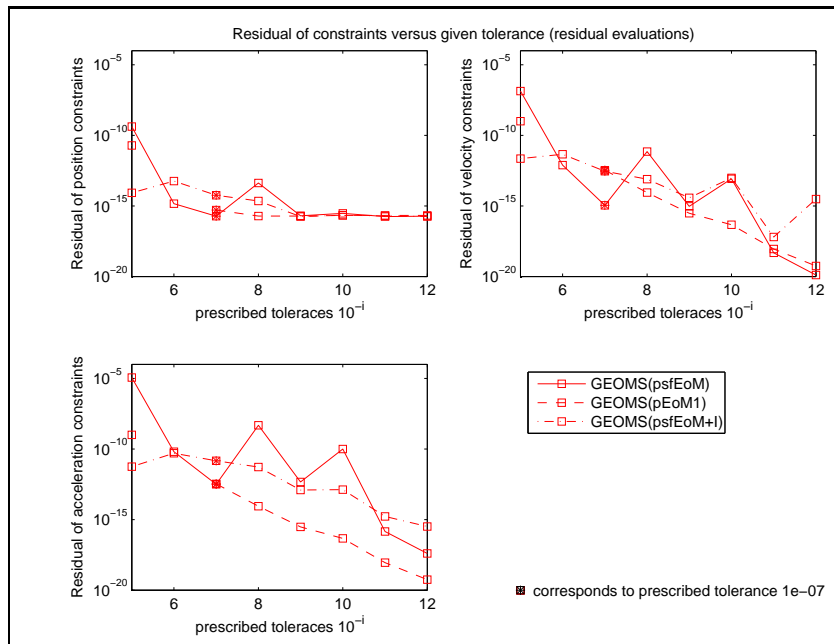 Residual of constraints versus given tolerance (residual evaluations)
Residual of position constraints
10^-5
10^-10
10^-15
10^-20
6 8 10 12
prescribed toleraces 10^-i
Residual of velocity constraints
10^-5
10^-10
10^-15
10^-20
6 8 10 12
prescribed toleraces 10^-i
Residual of acceleration constraints
10^-5
10^-10
10^-15
10^-20
6 8 10 12
prescribed toleraces 10^-i
GEOMS(psfEoM)
GEOMS(pEoM1)
GEOMS(psfEoM+I)
corresponds to prescribed tolerance 1e-07